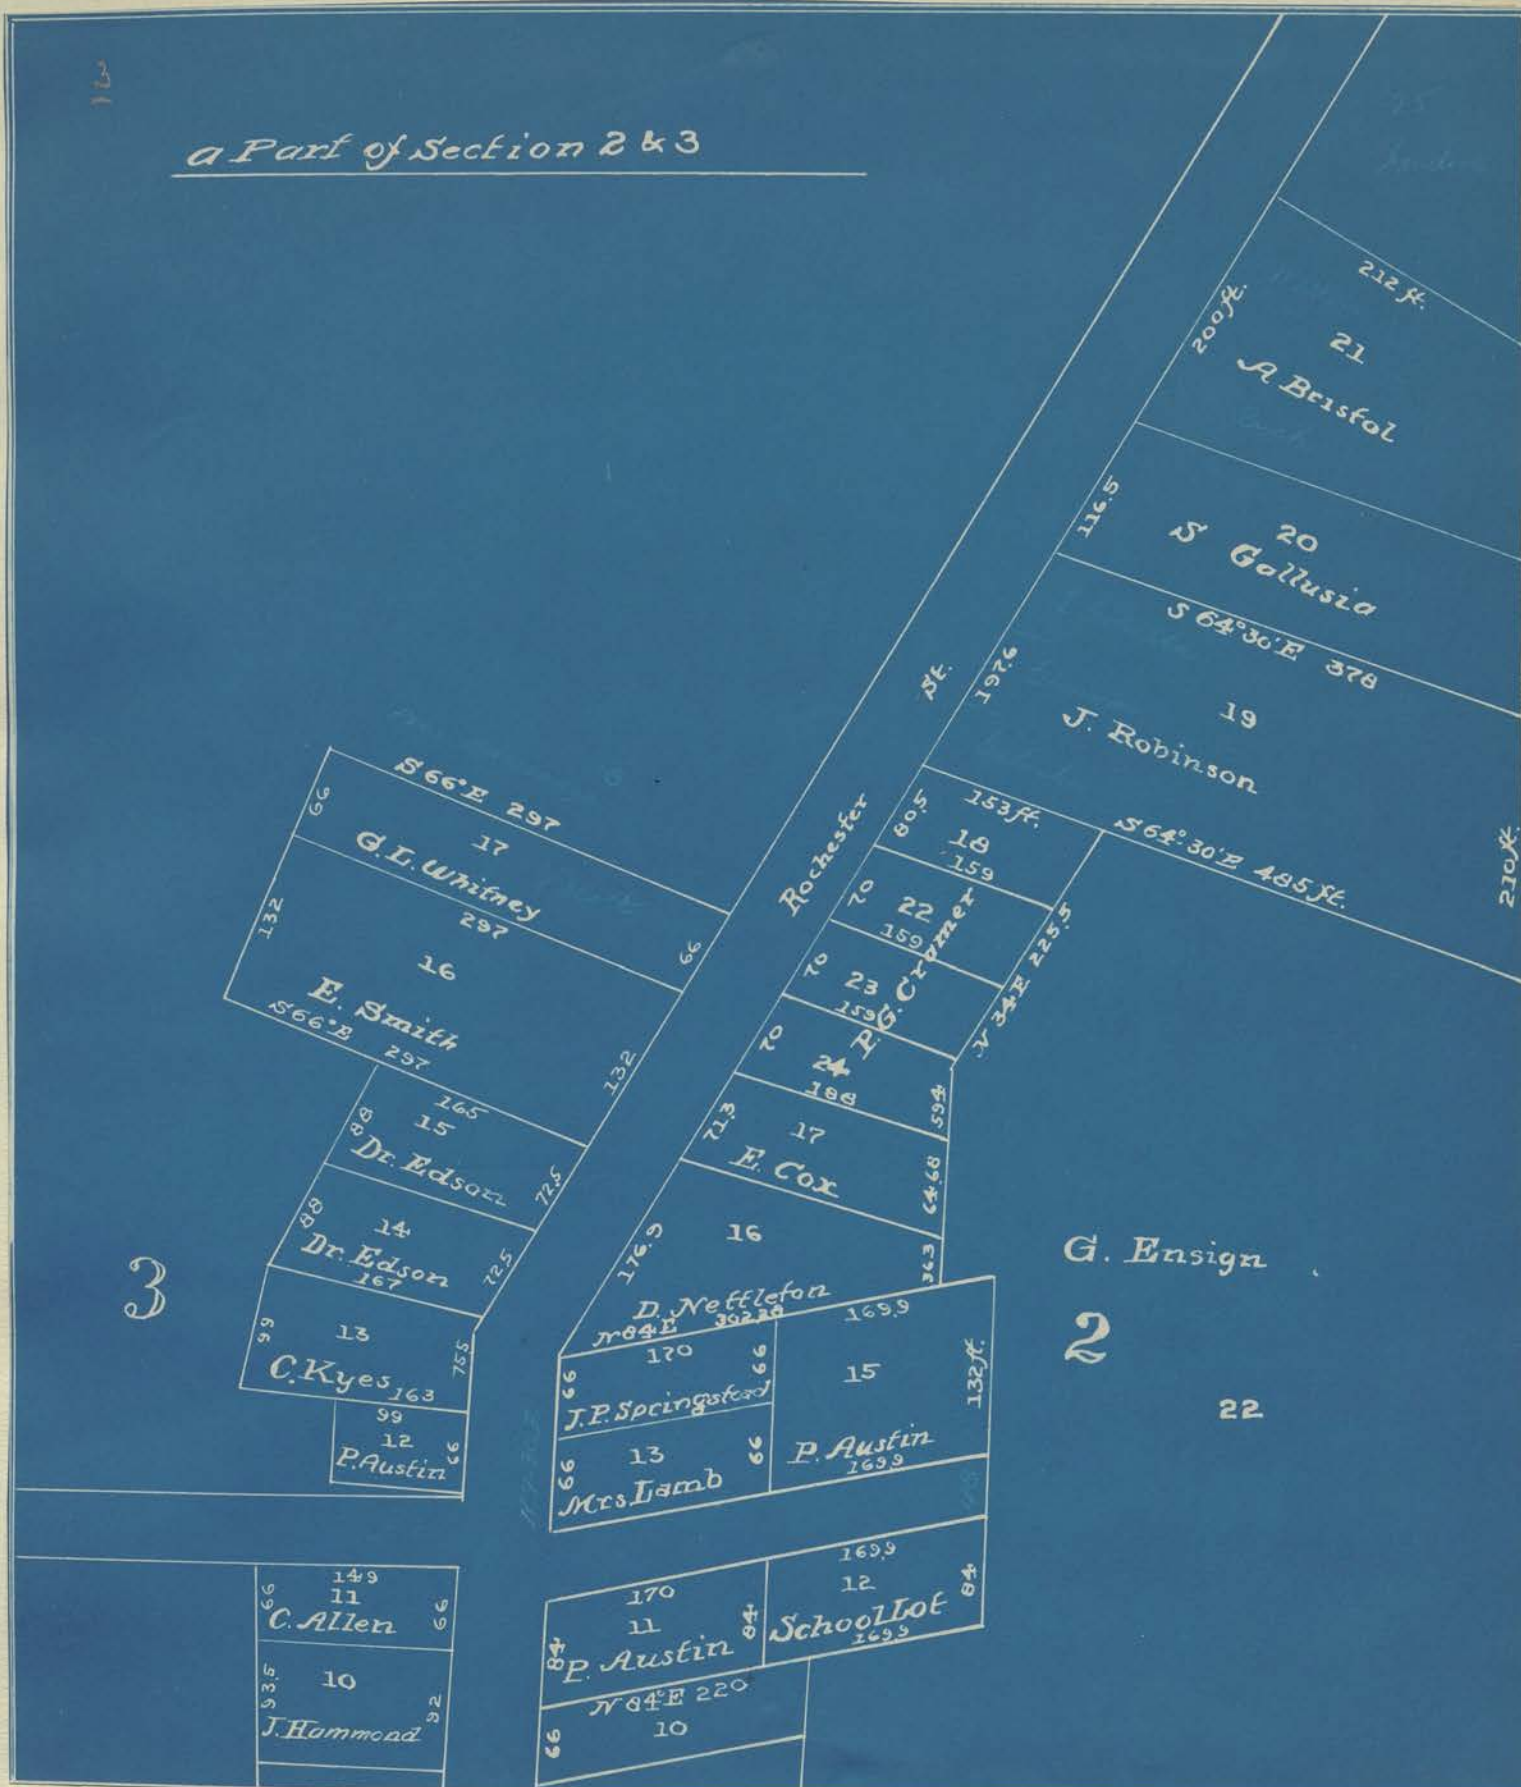 a Part of Section 2 & 3
212 ft.
200 ft.
21
A Bristol
116.5
20
S Gallusia
S 64°30'E 378
197.6
19
J. Robinson
St.
Rochester
153 ft.
S 64°30'E 485 ft.
210 ft.
80.5
18
159
70
22
159
70
23
159
P. G. Cramer
N 34 E 225.5
70
24
188
59.4
71.3
17
E. Cox
64.68
176.9
16
36.3
D. Nettleton
N 84 E 302.28
S 66° E 297
66
17
G. L. Whitney
297
66
132
16
E. Smith
S 66° E 297
132
165
88
15
Dr. Edson
72.5
88
14
Dr. Edson
167
72.5
3
99
13
C. Kyes
163
75.5
99
12
P. Austin
66
170
66
66
J. P. Springstead
66
13
66
Mrs Lamb
169.9
15
132 ft.
P. Austin
169.9
G. Ensign
2
22
149
66
11
66
C. Allen
93.5
10
92
J. Hammond
170
84
11
84
P. Austin
169.9
12
84
School Lot
169.9
N 84° E 220
66
10